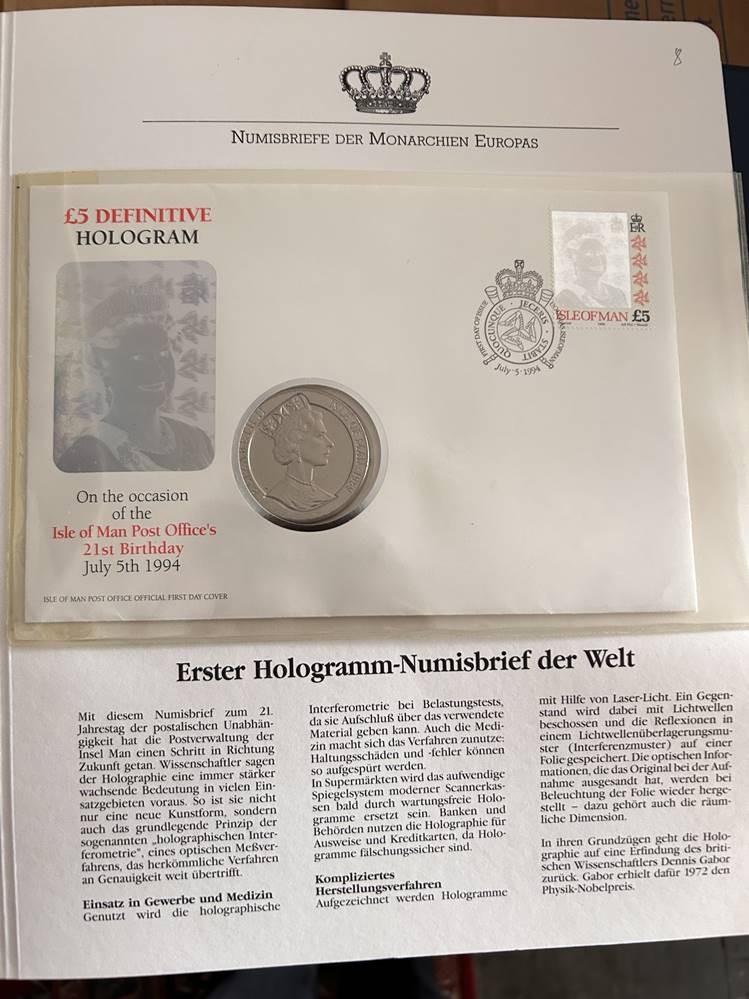 8
NUMISBRIEFE DER MONARCHIEN EUROPAS
£5 DEFINITIVE
HOLOGRAM
On the occasion
of the
Isle of Man Post Office's
21st Birthday
July 5th 1994
ISLE OF MAN POST OFFICE OFFICIAL FIRST DAY COVER
ISLE OF MAN
FIRST DAY OF ISSUE
QUOCUNQUE · JECERIS · STABIT
July · 5 · 1994
E R
ISLE OF MAN £5
Erster Hologramm-Numisbrief der Welt
Mit diesem Numisbrief zum 21.
Jahrestag der postalischen Unabhän-
gigkeit hat die Postverwaltung der
Insel Man einen Schritt in Richtung
Zukunft getan. Wissenschaftler sagen
der Holographie eine immer stärker
wachsende Bedeutung in vielen Ein-
satzgebieten voraus. So ist sie nicht
nur eine neue Kunstform, sondern
auch das grundlegende Prinzip der
sogenannten „holographischen Inter-
ferometrie", eines optischen Meßver-
fahrens, das herkömmliche Verfahren
an Genauigkeit weit übertrifft.
Einsatz in Gewerbe und Medizin
Genutzt wird die holographische
Interferometrie bei Belastungstests,
da sie Aufschluß über das verwendete
Material geben kann. Auch die Medi-
zin macht sich das Verfahren zunutze:
Haltungsschäden und -fehler können
so aufgespürt werden.
In Supermärkten wird das aufwendige
Spiegelsystem moderner Scannerkas-
sen bald durch wartungsfreie Holo-
gramme ersetzt sein. Banken und
Behörden nutzen die Holographie für
Ausweise und Kreditkarten, da Holo-
gramme fälschungssicher sind.
Kompliziertes
Herstellungsverfahren
Aufgezeichnet werden Hologramme
mit Hilfe von Laser-Licht. Ein Gegen-
stand wird dabei mit Lichtwellen
beschossen und die Reflexionen in
einem Lichtwellenüberlagerungsmu-
ster (Interferenzmuster) auf einer
Folie gespeichert. Die optischen Infor-
mationen, die das Original bei der Auf-
nahme ausgesandt hat, werden bei
Beleuchtung der Folie wieder herge-
stellt – dazu gehört auch die räum-
liche Dimension.
In ihren Grundzügen geht die Holo-
graphie auf eine Erfindung des briti-
schen Wissenschaftlers Dennis Gabor
zurück. Gabor erhielt dafür 1972 den
Physik-Nobelpreis.